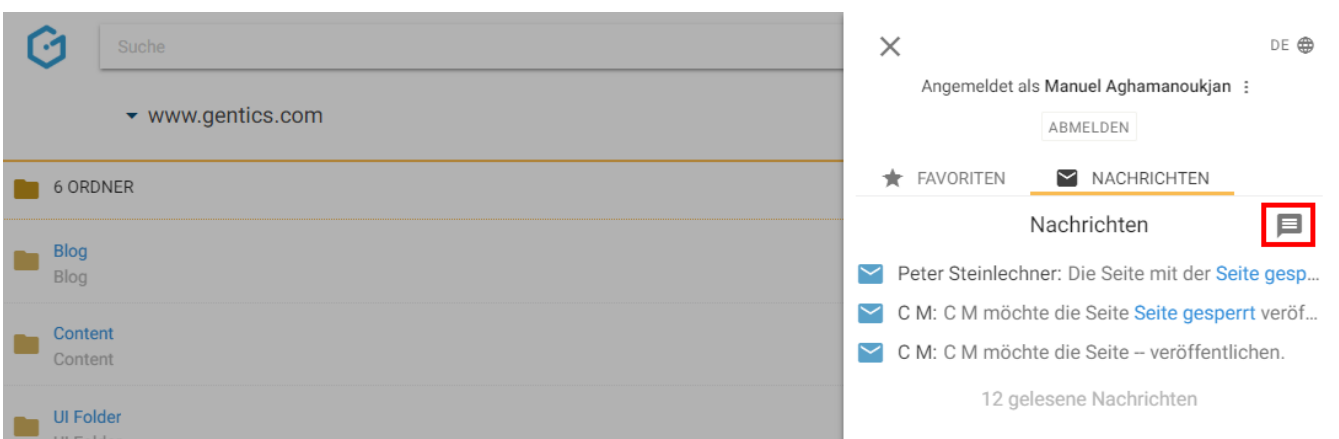 Suche
www.gentics.com
6 ORDNER
Blog
Blog
Content
Content
UI Folder
DE
Angemeldet als Manuel Aghamanoukjan
ABMELDEN
FAVORITEN NACHRICHTEN
Nachrichten
Peter Steinlechner: Die Seite mit der Seite gesp...
C M: C M möchte die Seite Seite gesperrt veröf...
C M: C M möchte die Seite -- veröffentlichen.
12 gelesene Nachrichten